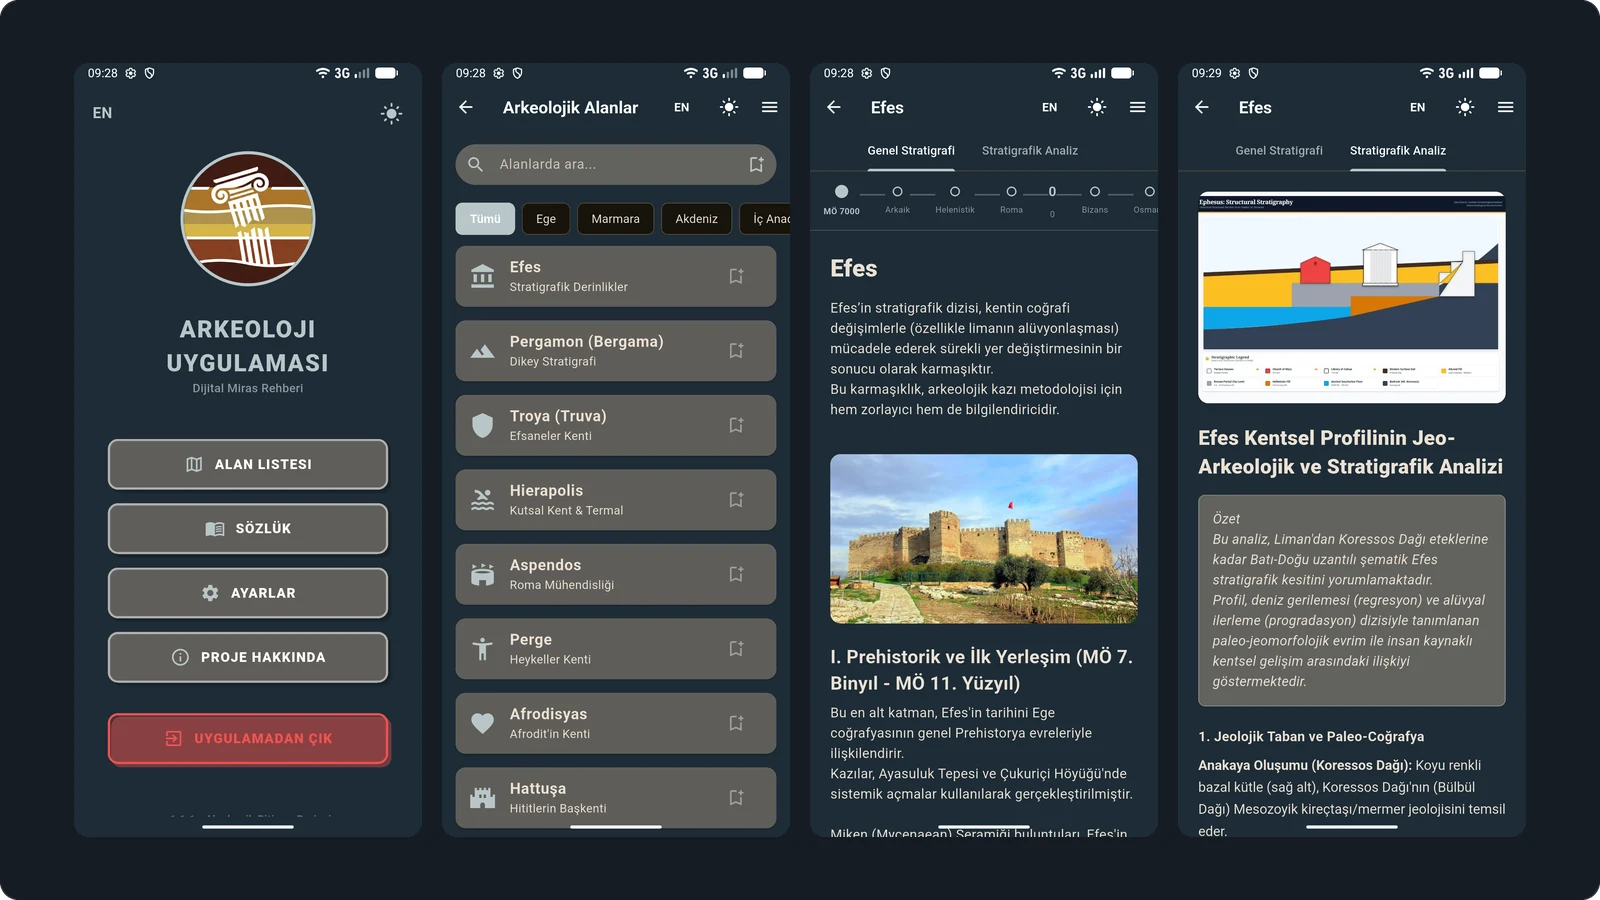 09:28
3G
EN
ARKEOLOJI
UYGULAMASI
Dijital Miras Rehberi
ALAN LISTESI
SÖZLÜK
AYARLAR
PROJE HAKKINDA
UYGULAMADAN ÇIK
09:28
3G
Arkeolojik Alanlar
EN
Alanlarda ara...
Tümü
Ege
Marmara
Akdeniz
İç Anad
Efes
Stratigrafik Derinlikler
Pergamon (Bergama)
Dikey Stratigrafi
Troya (Truva)
Efsaneler Kenti
Hierapolis
Kutsal Kent & Termal
Aspendos
Roma Mühendisliği
Perge
Heykeller Kenti
Afrodisyas
Afrodit'in Kenti
Hattuşa
Hititlerin Başkenti
09:28
3G
Efes
EN
Genel Stratigrafi
Stratigrafik Analiz
0
MÖ 7000
Arkaik
Helenistik
Roma
0
Bizans
Osman
Efes
Efes’in stratigrafik dizisi, kentin coğrafi
değişimlerle (özellikle limanın alüvyonlaşması)
mücadele ederek sürekli yer değiştirmesinin bir
sonucu olarak karmaşıktır.
Bu karmaşıklık, arkeolojik kazı metodolojisi için
hem zorlayıcı hem de bilgilendiricidir.
I. Prehistorik ve İlk Yerleşim (MÖ 7.
Binyıl - MÖ 11. Yüzyıl)
Bu en alt katman, Efes'in tarihini Ege
coğrafyasının genel Prehistorya evreleriyle
ilişkilendirir.
Kazılar, Ayasuluk Tepesi ve Çukuriçi Höyüğü'nde
sistemik açmalar kullanılarak gerçekleştirilmiştir.
Miken (Mycenaean) Seramiği buluntuları, Efes'in
09:29
3G
Efes
EN
Genel Stratigrafi
Stratigrafik Analiz
Ephesus: Structural Stratigraphy
Stratigraphic Legend
Efes Kentsel Profilinin Jeo-
Arkeolojik ve Stratigrafik Analizi
Özet
Bu analiz, Liman'dan Koressos Dağı eteklerine
kadar Batı-Doğu uzantılı şematik Efes
stratigrafik kesitini yorumlamaktadır.
Profil, deniz gerilemesi (regresyon) ve alüvyal
ilerleme (progradasyon) dizisiyle tanımlanan
paleo-jeomorfolojik evrim ile insan kaynaklı
kentsel gelişim arasındaki ilişkiyi
göstermektedir.
1. Jeolojik Taban ve Paleo-Coğrafya
Anakaya Oluşumu (Koressos Dağı): Koyu renkli
bazal kütle (sağ alt), Koressos Dağı'nın (Bülbül
Dağı) Mesozoyik kireçtaşı/mermer jeolojisini temsil
eder.